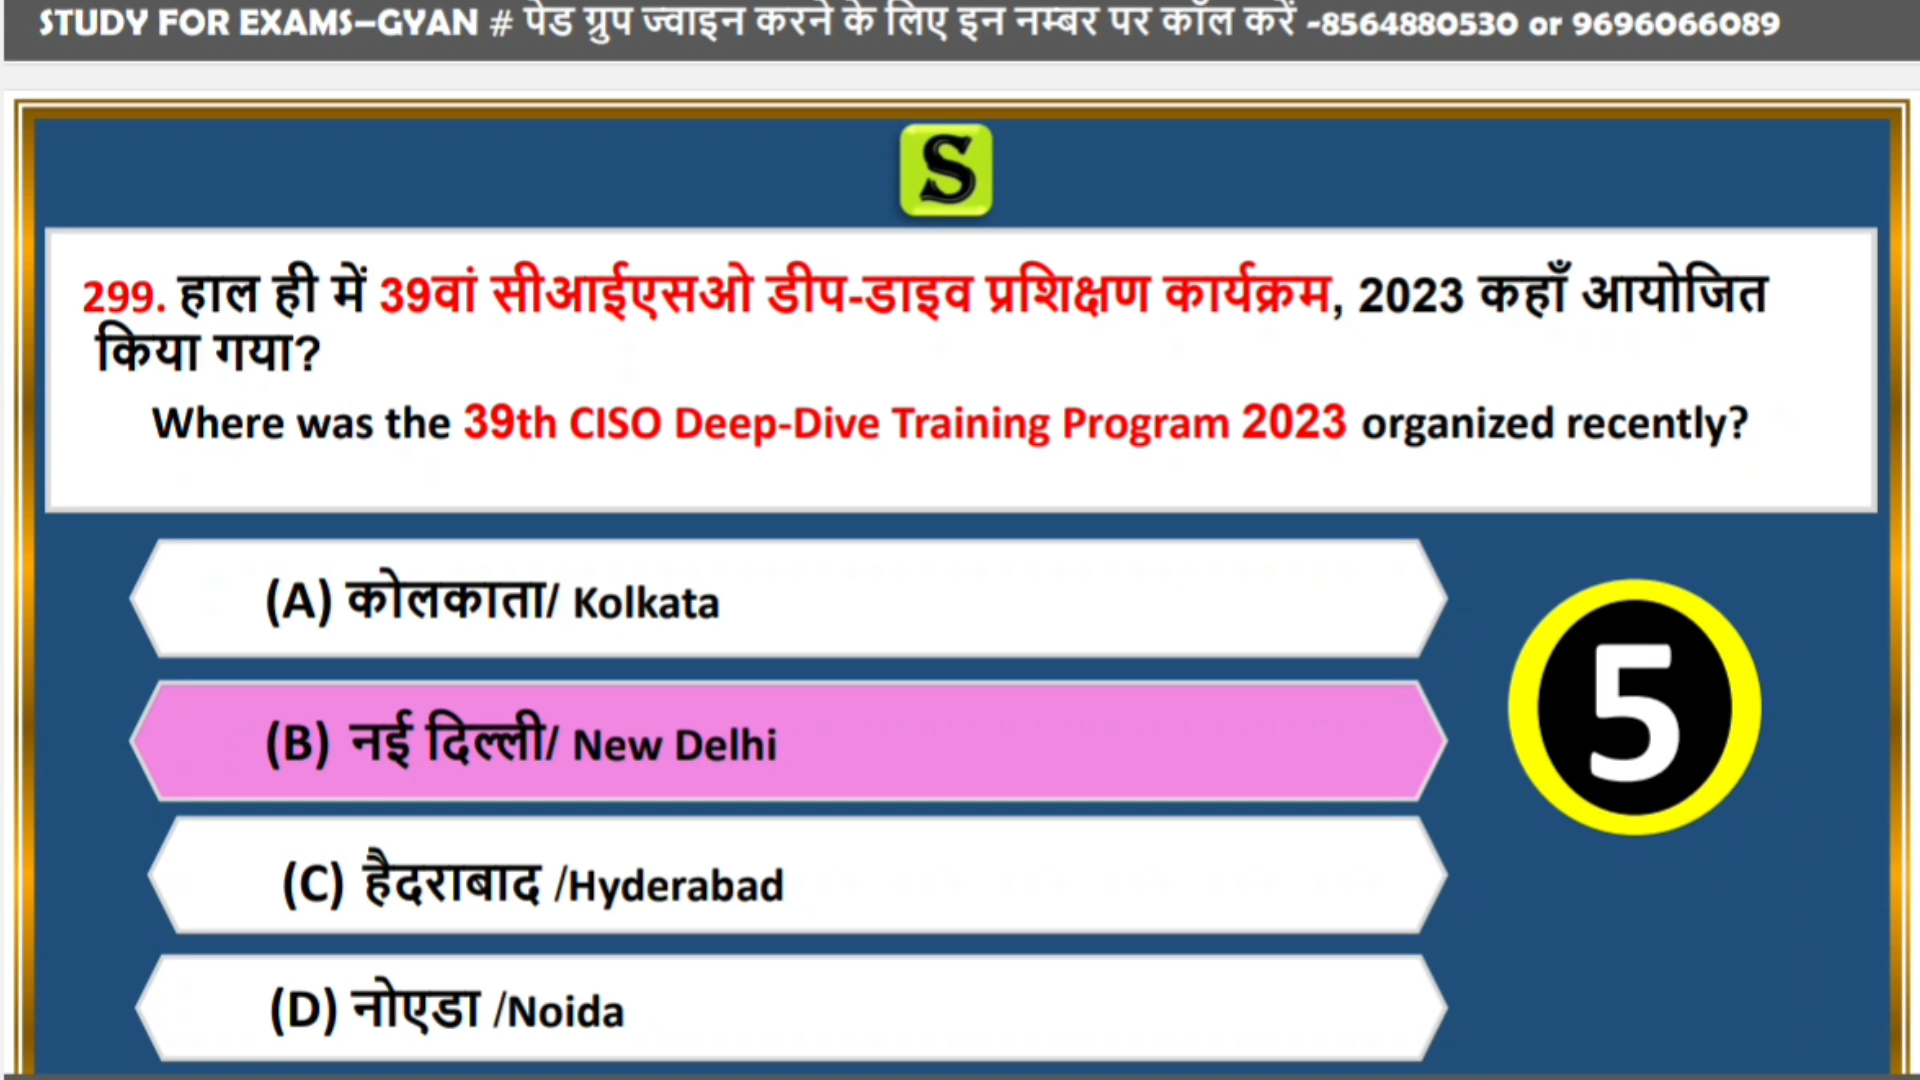 STUDY FOR EXAMS–GYAN # पेड ग्रुप ज्वाइन करने के लिए इन नम्बर पर कॉल करें -8564880530 or 9696066089
S
299. हाल ही में 39वां सीआईएसओ डीप-डाइव प्रशिक्षण कार्यक्रम, 2023 कहाँ आयोजित
किया गया?
Where was the 39th CISO Deep-Dive Training Program 2023 organized recently?
(A) कोलकाता/ Kolkata
(B) नई दिल्ली/ New Delhi
5
(C) हैदराबाद /Hyderabad
(D) नोएडा /Noida